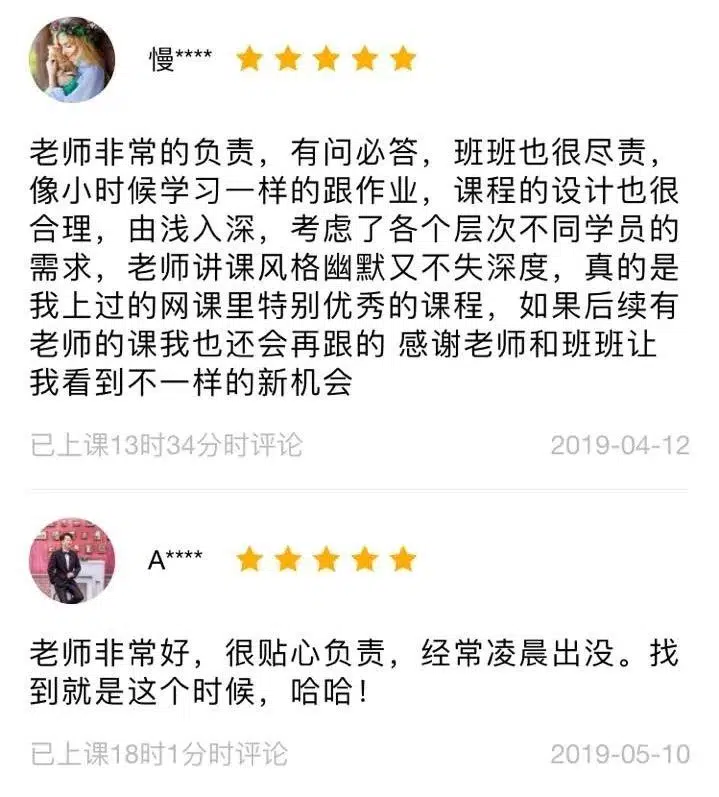 慢****
老师非常的负责，有问必答，班班也很尽责，
像小时候学习一样的跟作业，课程的设计也很
合理，由浅入深，考虑了各个层次不同学员的
需求，老师讲课风格幽默又不失深度，真的是
我上过的网课里特别优秀的课程，如果后续有
老师的课我也还会再跟的 感谢老师和班班让
我看到不一样的新机会
已上课13时34分时评论 2019-04-12
A****
老师非常好，很贴心负责，经常凌晨出没。找
到就是这个时候，哈哈！
已上课18时1分时评论 2019-05-10